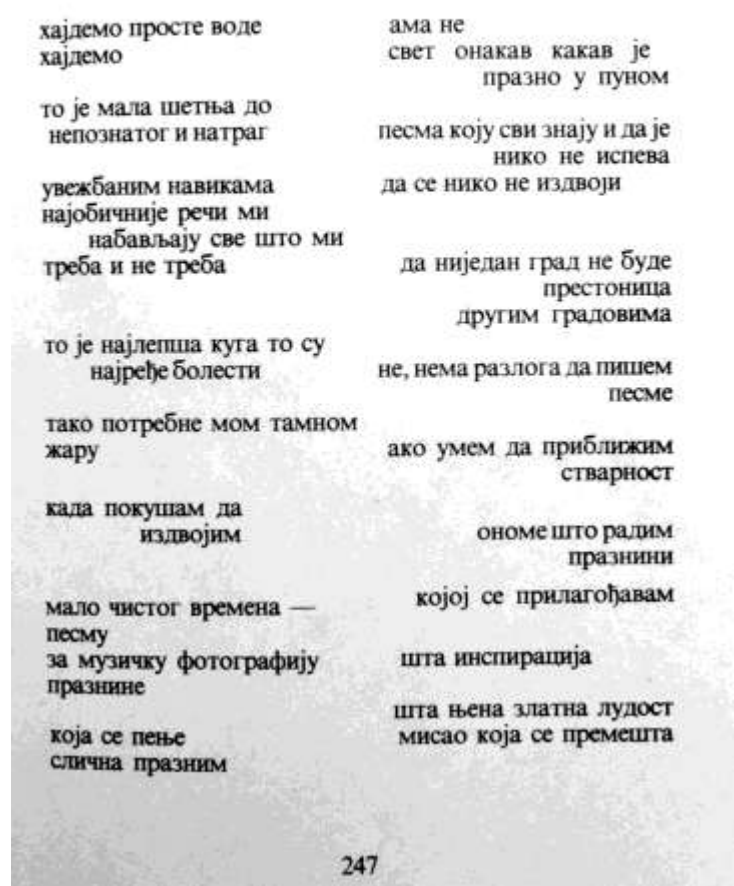 хајдемо просте воде
хајдемо
то је мала шетња до
непознатог и натраг
увежбаним навикама
најобичније речи ми
набављају све што ми
треба и не треба
то је најлепша куга то су
најређе болести
тако потребне мом тамном
жару
када покушам да
издвојим
мало чистог времена —
песму
за музичку фотографију
празнине
која се пење
слична празним
ама не
свет онакав какав је
празно у пуном
песма коју сви знају и да је
нико не испева
да се нико не издвоји
да ниједан град не буде
престоница
другим градовима
не, нема разлога да пишем
песме
ако умем да приближим
стварност
ономе што радим
празнини
којој се прилагођавам
шта инспирација
шта њена златна лудост
мисао која се премешта
247